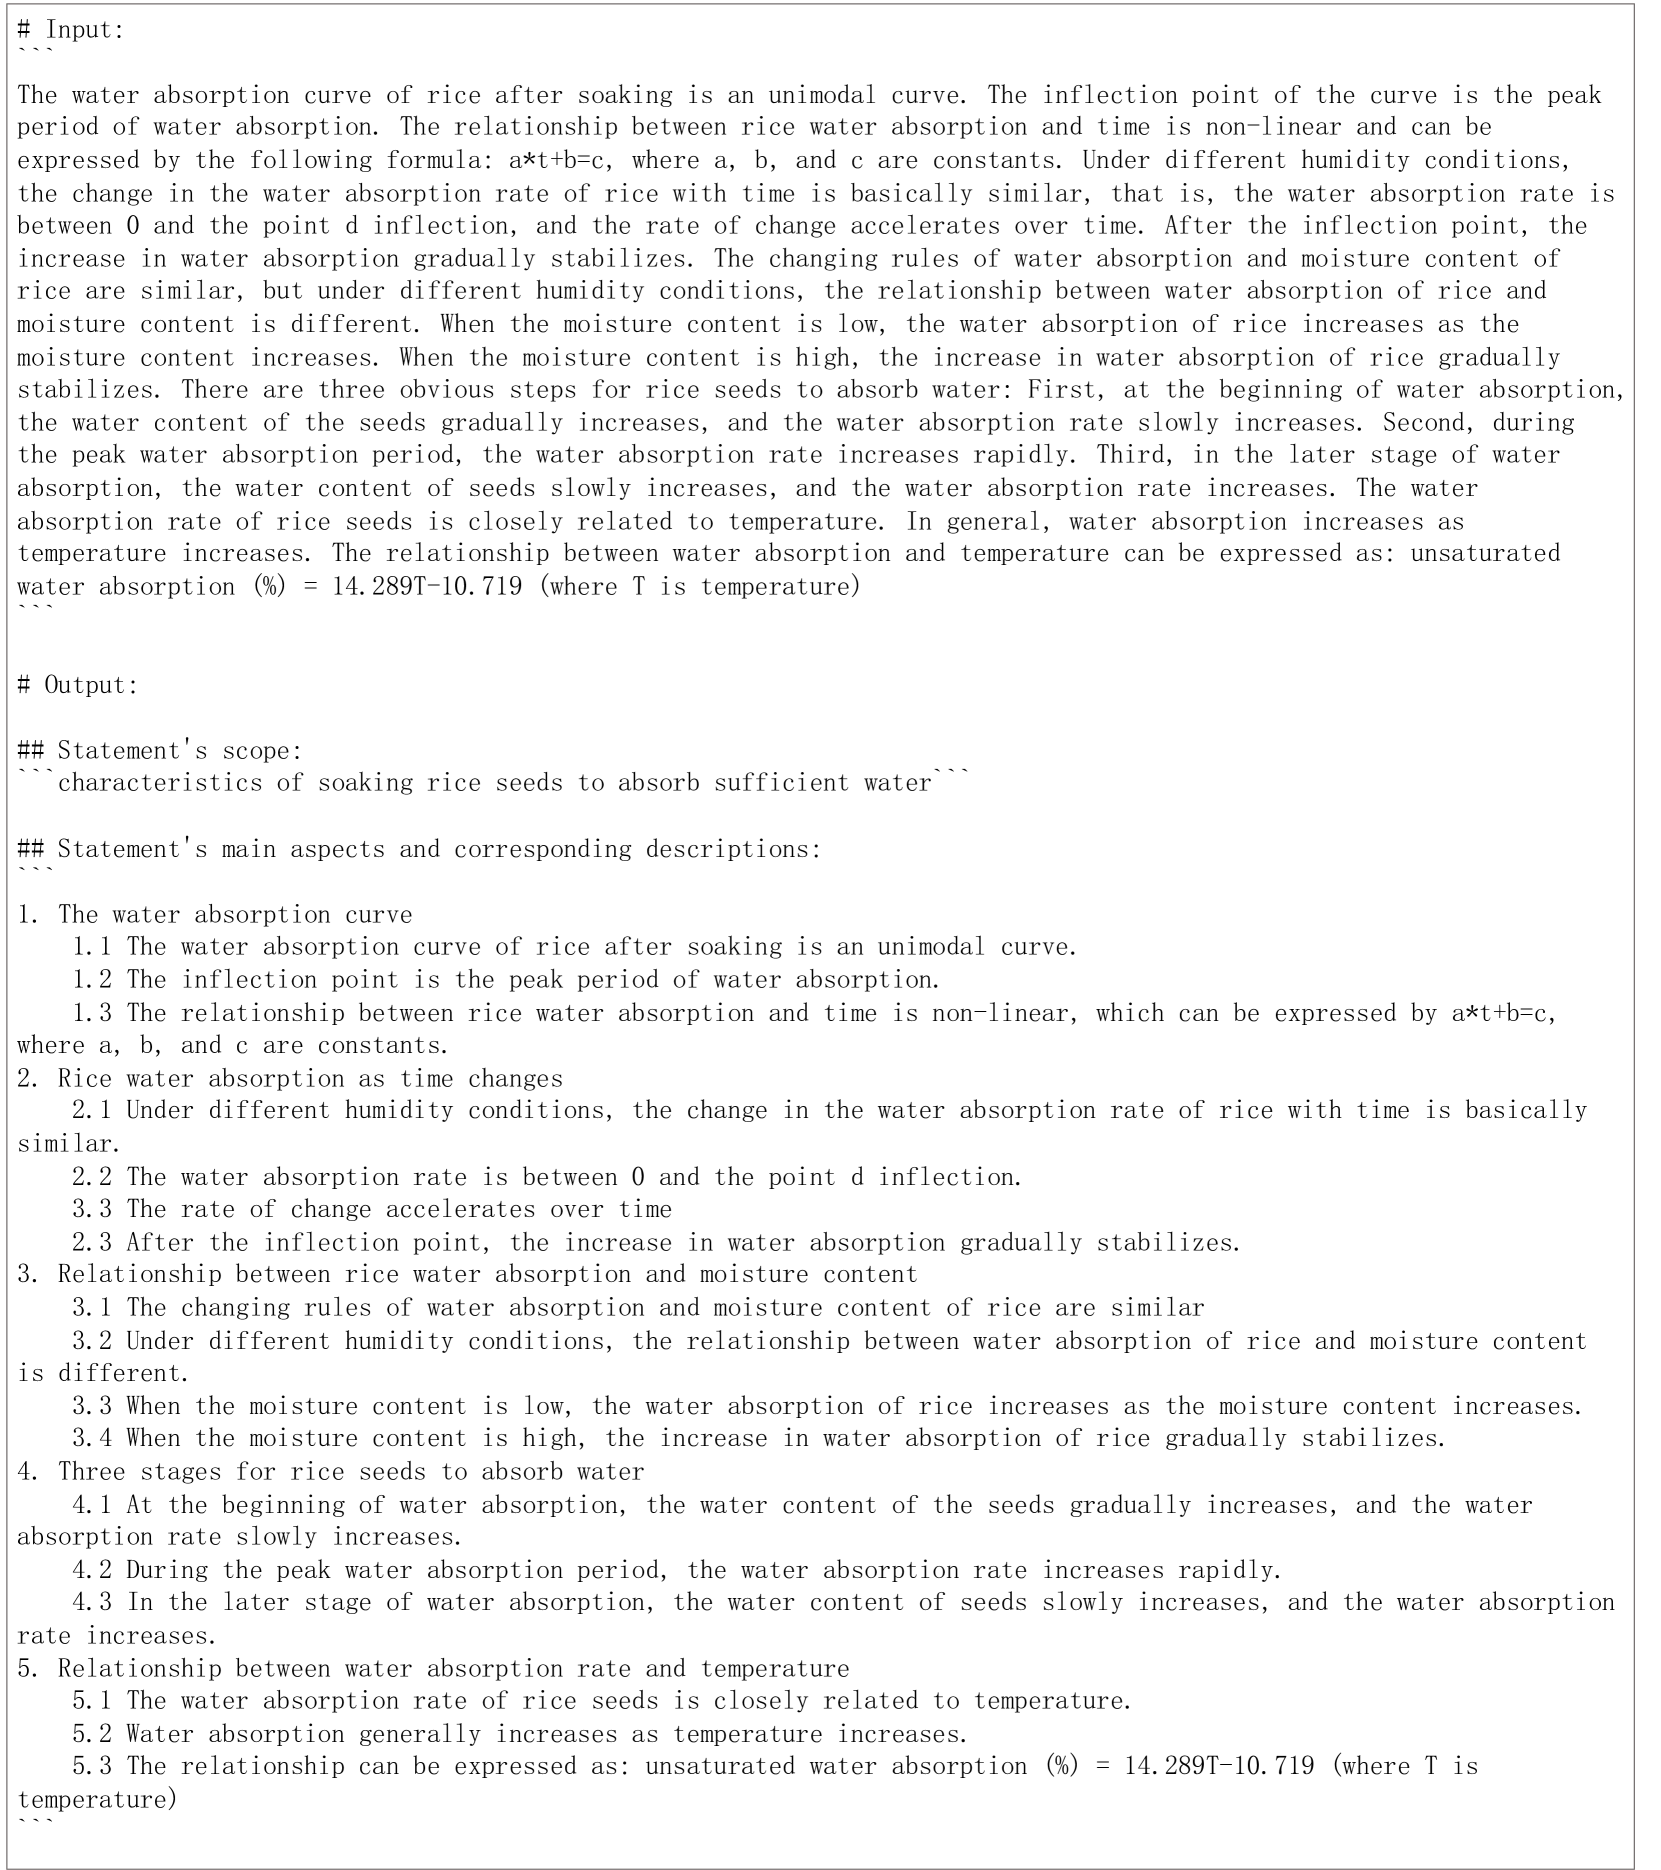 # Input:
```
The water absorption curve of rice after soaking is an unimodal curve. The inflection point of the curve is the peak
period of water absorption. The relationship between rice water absorption and time is non-linear and can be
expressed by the following formula: a*t+b=c, where a, b, and c are constants. Under different humidity conditions,
the change in the water absorption rate of rice with time is basically similar, that is, the water absorption rate is
between 0 and the point d inflection, and the rate of change accelerates over time. After the inflection point, the
increase in water absorption gradually stabilizes. The changing rules of water absorption and moisture content of
rice are similar, but under different humidity conditions, the relationship between water absorption of rice and
moisture content is different. When the moisture content is low, the water absorption of rice increases as the
moisture content increases. When the moisture content is high, the increase in water absorption of rice gradually
stabilizes. There are three obvious steps for rice seeds to absorb water: First, at the beginning of water absorption,
the water content of the seeds gradually increases, and the water absorption rate slowly increases. Second, during
the peak water absorption period, the water absorption rate increases rapidly. Third, in the later stage of water
absorption, the water content of seeds slowly increases, and the water absorption rate increases. The water
absorption rate of rice seeds is closely related to temperature. In general, water absorption increases as
temperature increases. The relationship between water absorption and temperature can be expressed as: unsaturated
water absorption (%) = 14.289T-10.719 (where T is temperature)
```
# Output:
## Statement's scope:
```characteristics of soaking rice seeds to absorb sufficient water```
## Statement's main aspects and corresponding descriptions:
```
1. The water absorption curve
1.1 The water absorption curve of rice after soaking is an unimodal curve.
1.2 The inflection point is the peak period of water absorption.
1.3 The relationship between rice water absorption and time is non-linear, which can be expressed by a*t+b=c,
where a, b, and c are constants.
2. Rice water absorption as time changes
2.1 Under different humidity conditions, the change in the water absorption rate of rice with time is basically
similar.
2.2 The water absorption rate is between 0 and the point d inflection.
3.3 The rate of change accelerates over time
2.3 After the inflection point, the increase in water absorption gradually stabilizes.
3. Relationship between rice water absorption and moisture content
3.1 The changing rules of water absorption and moisture content of rice are similar
3.2 Under different humidity conditions, the relationship between water absorption of rice and moisture content
is different.
3.3 When the moisture content is low, the water absorption of rice increases as the moisture content increases.
3.4 When the moisture content is high, the increase in water absorption of rice gradually stabilizes.
4. Three stages for rice seeds to absorb water
4.1 At the beginning of water absorption, the water content of the seeds gradually increases, and the water
absorption rate slowly increases.
4.2 During the peak water absorption period, the water absorption rate increases rapidly.
4.3 In the later stage of water absorption, the water content of seeds slowly increases, and the water absorption
rate increases.
5. Relationship between water absorption rate and temperature
5.1 The water absorption rate of rice seeds is closely related to temperature.
5.2 Water absorption generally increases as temperature increases.
5.3 The relationship can be expressed as: unsaturated water absorption (%) = 14.289T-10.719 (where T is
temperature)
```